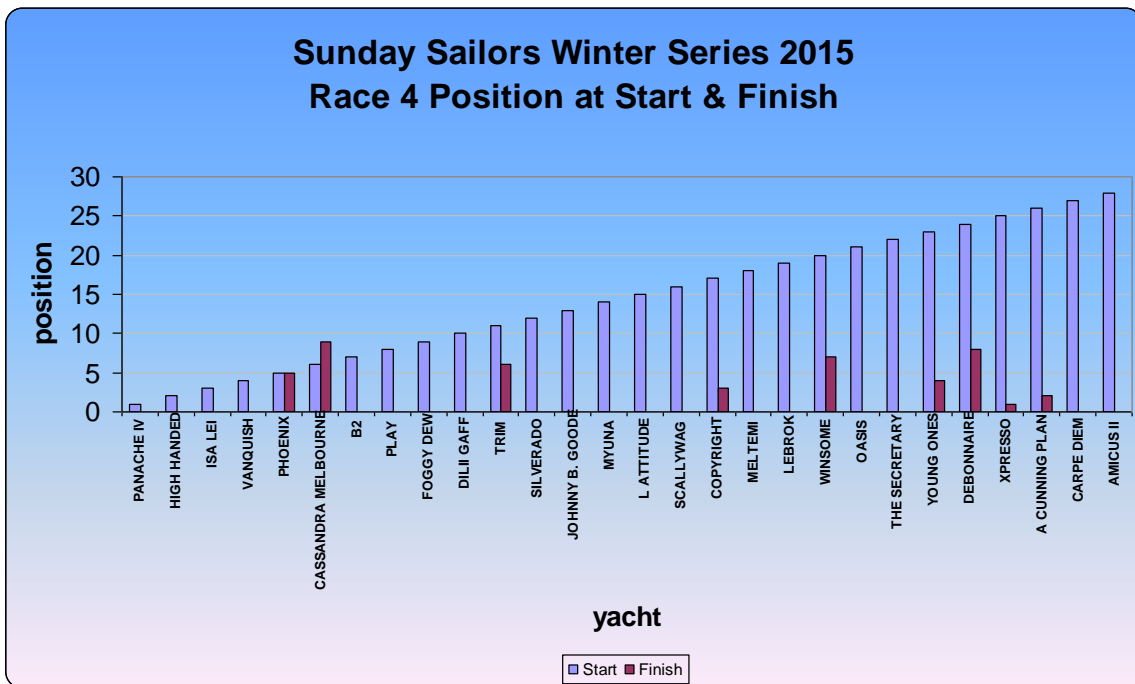 Sunday Sailors Winter Series 2015
Race 4 Position at Start & Finish
30
25
20
15
10
5
0
position
PANACHE IV
HIGH HANDED
ISA LEI
VANQUISH
PHOENIX
CASSANDRA MELBOURNE
B2
PLAY
FOGGY DEW
DILII GAFF
TRIM
SILVERADO
JOHNNY B. GOODE
MYUNA
L ATTITUDE
SCALLYWAG
COPYRIGHT
MELTEMI
LEBROK
WINSOME
OASIS
THE SECRETARY
YOUNG ONES
DEBONNAIRE
XPRESSO
A CUNNING PLAN
CARPE DIEM
AMICUS II
yacht
Start Finish